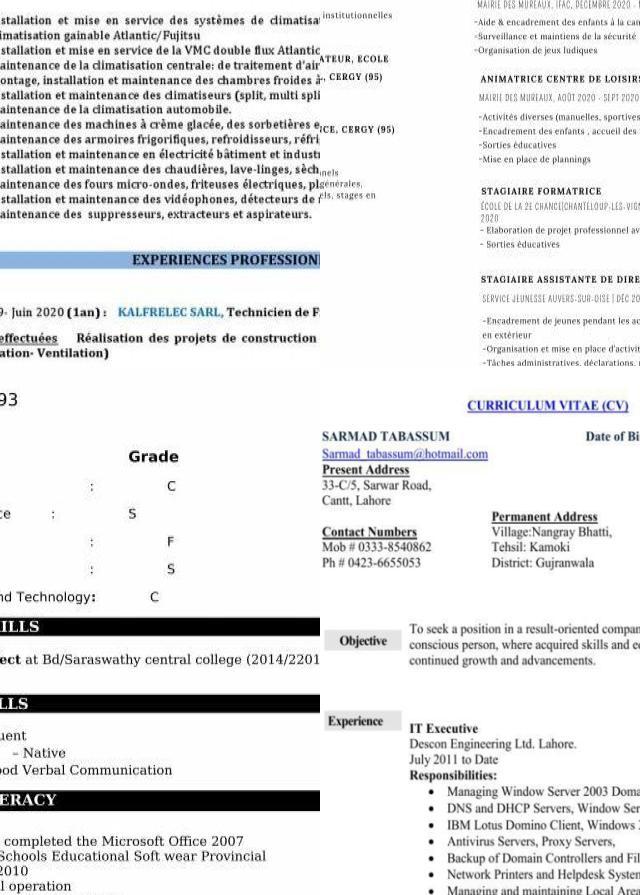 stallation et mise en service des systèmes de climatisa
imatisation gainable Atlantic/Fujitsu
stallation et mise en service de la VMC double flux Atlantic
aintenance de la climatisation centrale: de traitement d'air
ontage, installation et maintenance des chambres froides à
stallation et maintenance des climatiseurs (split, multi spli
aintenance de la climatisation automobile.
aintenance des machines à crème glacée, des sorbetières e
aintenance des armoires frigorifiques, refroidisseurs, réfri
stallation et maintenance en électricité bâtiment et industr
stallation et maintenance des chaudières, lave-linges, sèch
aintenance des fours micro-ondes, friteuses électriques, pl
stallation et maintenance des vidéophones, détecteurs de f
aintenance des suppresseurs, extracteurs et aspirateurs.
EXPERIENCES PROFESSION
9- Juin 2020 (1an) : KALFRELEC SARL, Technicien de F
effectuées Réalisation des projets de construction
ation- Ventilation)
institutionnelles
ATEUR, ECOLE
, CERGY (95)
ICE, CERGY (95)
nels
générales,
els, stages en
MAIRIE DES MUREAUX, IFAC, DÉCEMBRE 2020 -
-Aide & encadrement des enfants à la can
-Surveillance et maintiens de la sécurité
-Organisation de jeux ludiques
ANIMATRICE CENTRE DE LOISIRS
MAIRIE DES MUREAUX, AOÛT 2020 - SEPT 2020
-Activités diverses (manuelles, sportives
-Encadrement des enfants , accueil des
-Sorties éducatives
-Mise en place de plannings
STAGIAIRE FORMATRICE
ÉCOLE DE LA 2E CHANCE|CHANTELOUP-LES-VIG
2020
- Elaboration de projet professionnel av
- Sorties éducatives
STAGIAIRE ASSISTANTE DE DIRE
SERVICE JEUNESSE AUVERS-SUR-OISE | DÉC 20
-Encadrement de jeunes pendant les ac
en extérieur
-Organisation et mise en place d'activit
-Tâches administratives, déclarations,
93
Grade
: C
ce : S
: F
: S
nd Technology: C
ILLS
ect at Bd/Saraswathy central college (2014/2201
LLS
uent
– Native
ood Verbal Communication
ERACY
completed the Microsoft Office 2007
Schools Educational Soft wear Provincial
2010
l operation
CURRICULUM VITAE (CV)
SARMAD TABASSUM Date of Bi
Sarmad_tabassum@hotmail.com
Present Address
33-C/5, Sarwar Road,
Cantt, Lahore
Permanent Address
Contact Numbers Village:Nangray Bhatti,
Mob # 0333-8540862 Tehsil: Kamoki
Ph # 0423-6655053 District: Gujranwala
Objective To seek a position in a result-oriented compan
conscious person, where acquired skills and e
continued growth and advancements.
Experience
IT Executive
Descon Engineering Ltd. Lahore.
July 2011 to Date
Responsibilities:
• Managing Window Server 2003 Doma
• DNS and DHCP Servers, Window Ser
• IBM Lotus Domino Client, Windows
• Antivirus Servers, Proxy Servers,
• Backup of Domain Controllers and Fil
• Network Printers and Helpdesk System
• Managing and maintaining Local Area